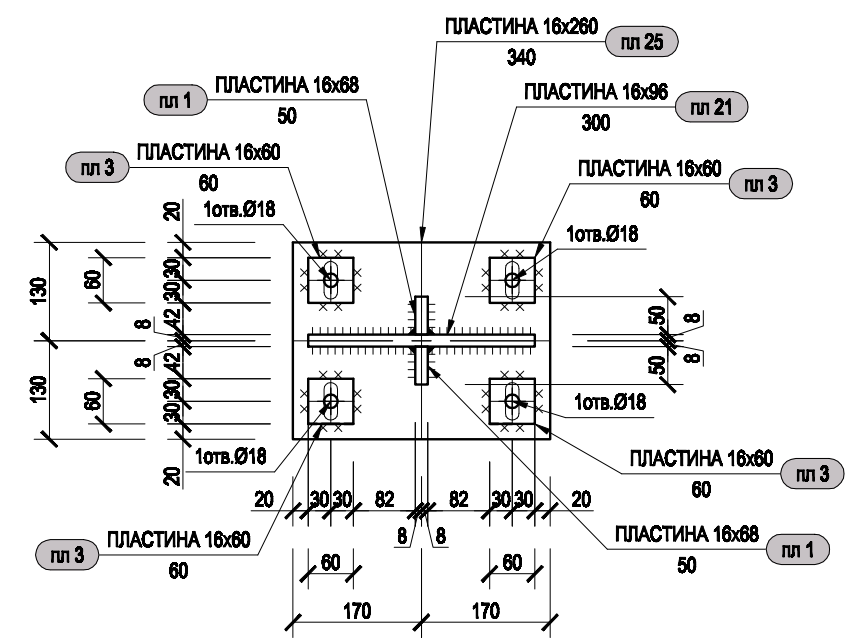 ПЛАСТИНА 16x260
340
пл 25
ПЛАСТИНА 16x68
50
пл 1
ПЛАСТИНА 16x96
300
пл 21
ПЛАСТИНА 16x60
60
пл 3
ПЛАСТИНА 16x60
60
пл 3
1отв.Ø18
1отв.Ø18
20
30
30
42
8
8
42
30
30
20
60
60
130
130
50
8
8
50
1отв.Ø18
1отв.Ø18
ПЛАСТИНА 16x60
60
пл 3
20 30 30 82 82 30 30 20
8 8
ПЛАСТИНА 16x68
50
пл 1
ПЛАСТИНА 16x60
60
пл 3
60 60
170 170